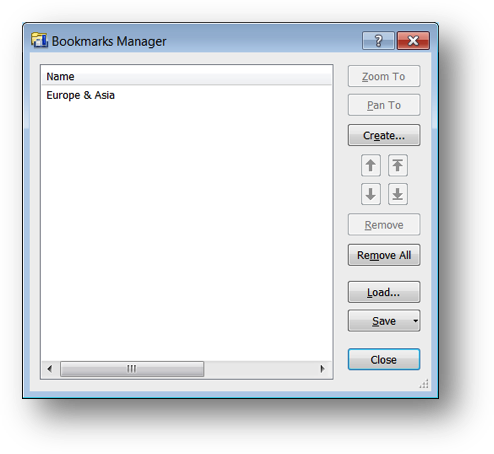 Bookmarks Manager
?
Name
Europe & Asia
Zoom To
Pan To
Create...
Remove
Remove All
Load...
Save
Close